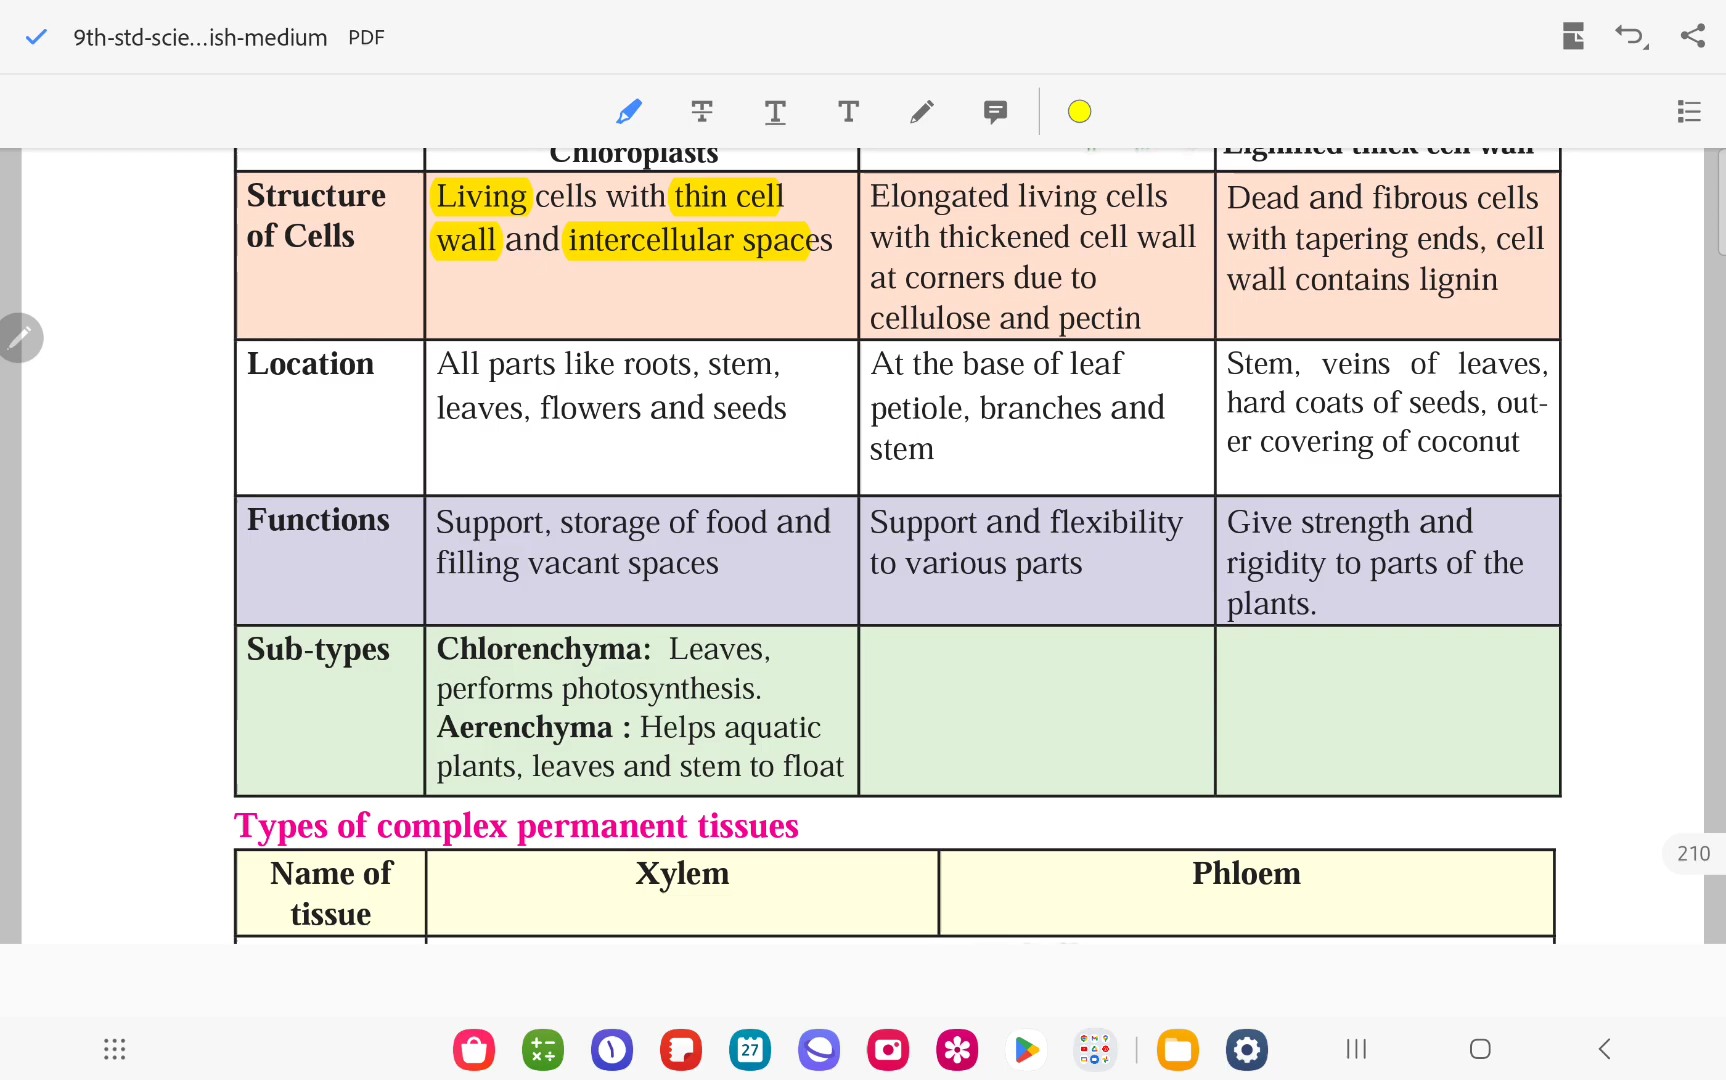 9th-std-scie...ish-medium PDF
Chloroplasts
Lignified thick cell wall
Structure
of Cells
Living cells with thin cell
wall and intercellular spaces
Elongated living cells
with thickened cell wall
at corners due to
cellulose and pectin
Dead and fibrous cells
with tapering ends, cell
wall contains lignin
Location
All parts like roots, stem,
leaves, flowers and seeds
At the base of leaf
petiole, branches and
stem
Stem, veins of leaves,
hard coats of seeds, out-
er covering of coconut
Functions
Support, storage of food and
filling vacant spaces
Support and flexibility
to various parts
Give strength and
rigidity to parts of the
plants.
Sub-types
Chlorenchyma: Leaves,
performs photosynthesis.
Aerenchyma : Helps aquatic
plants, leaves and stem to float
Types of complex permanent tissues
210
Name of
tissue
Xylem
Phloem
27